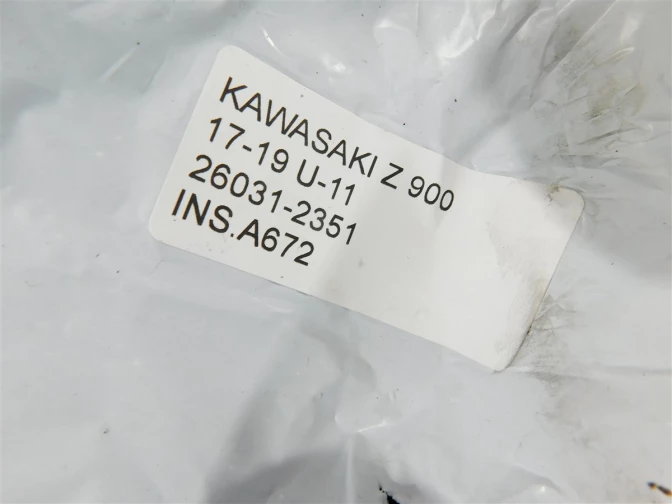 KAWASAKI Z 900
17-19 U-11
26031-2351
INS.A672